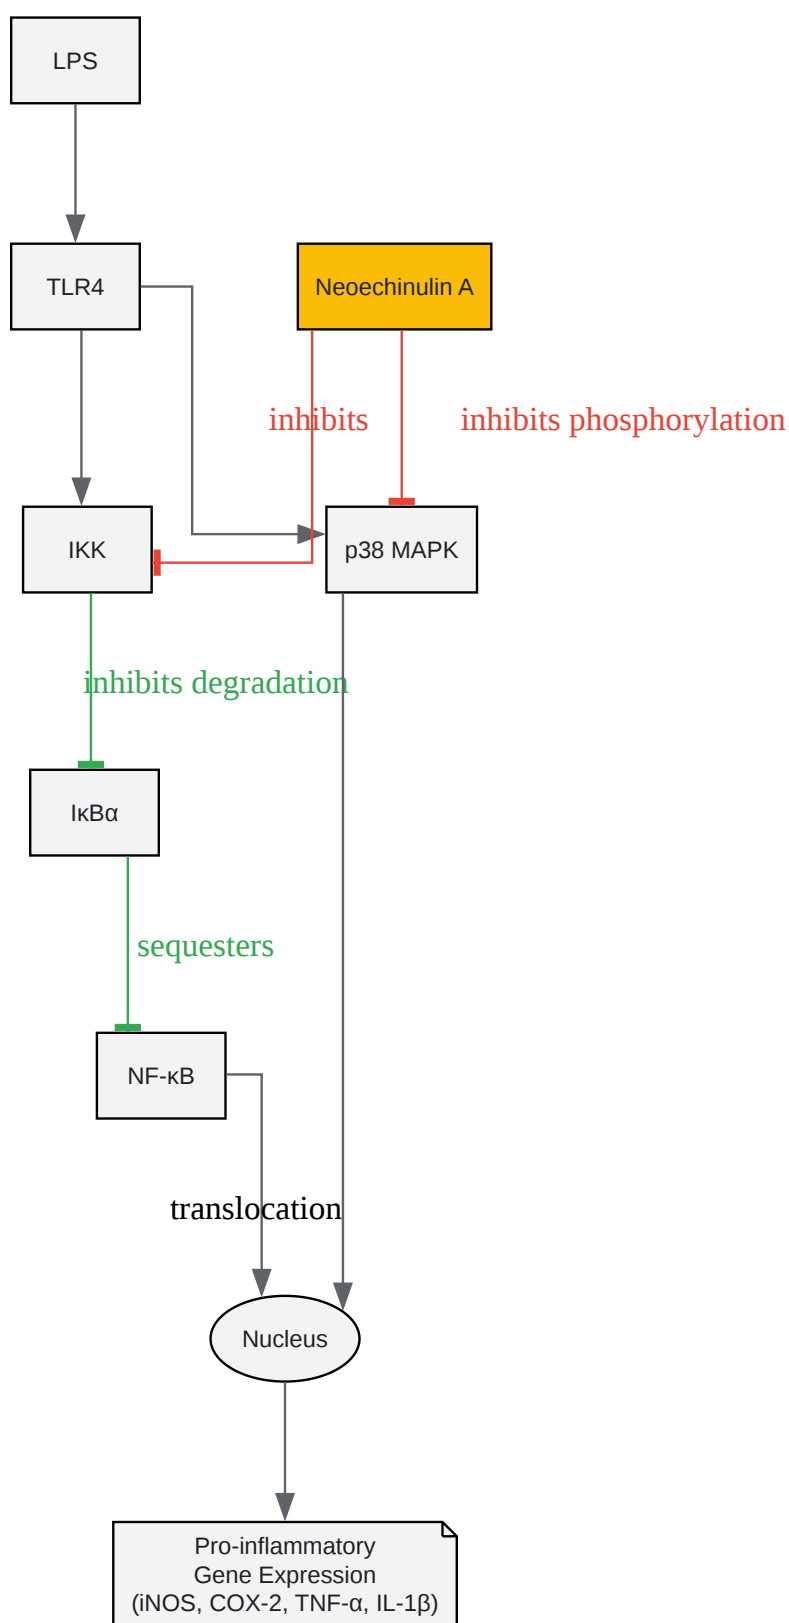 LPS
TLR4
Neoechinulin A
inhibits
inhibits phosphorylation
IKK
p38 MAPK
inhibits degradation
IκBα
sequesters
NF-κB
translocation
Nucleus
Pro-inflammatory
Gene Expression
(iNOS, COX-2, TNF-α, IL-1β)